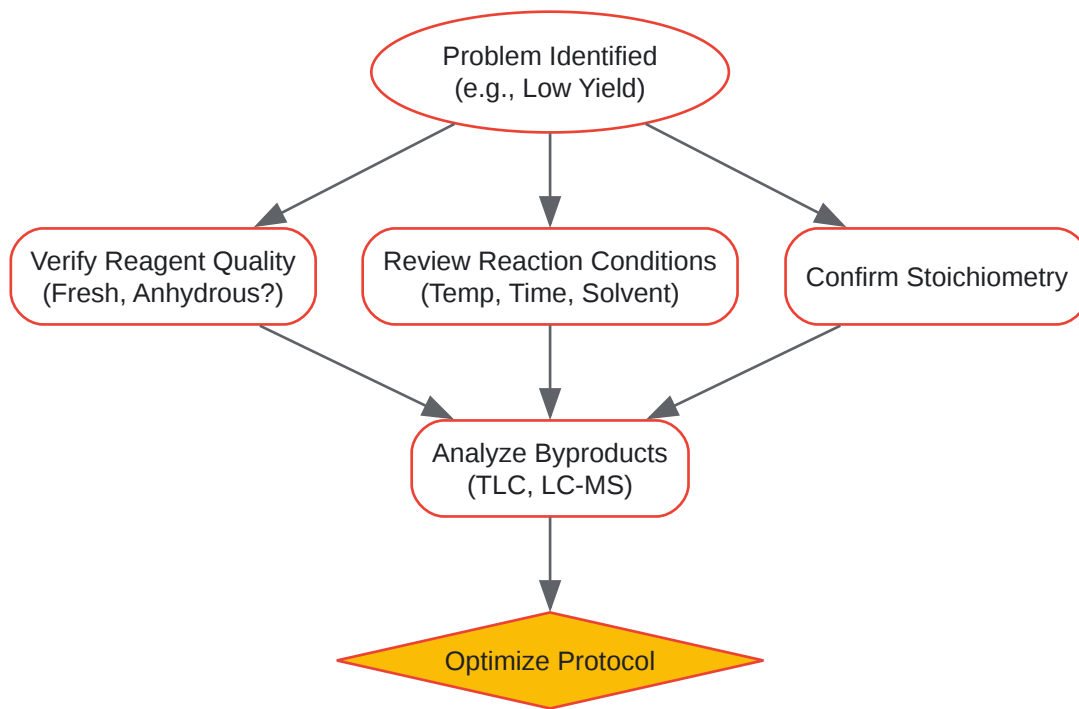 Problem Identified
(e.g., Low Yield)
Verify Reagent Quality
(Fresh, Anhydrous?)
Review Reaction Conditions
(Temp, Time, Solvent)
Confirm Stoichiometry
Analyze Byproducts
(TLC, LC-MS)
Optimize Protocol